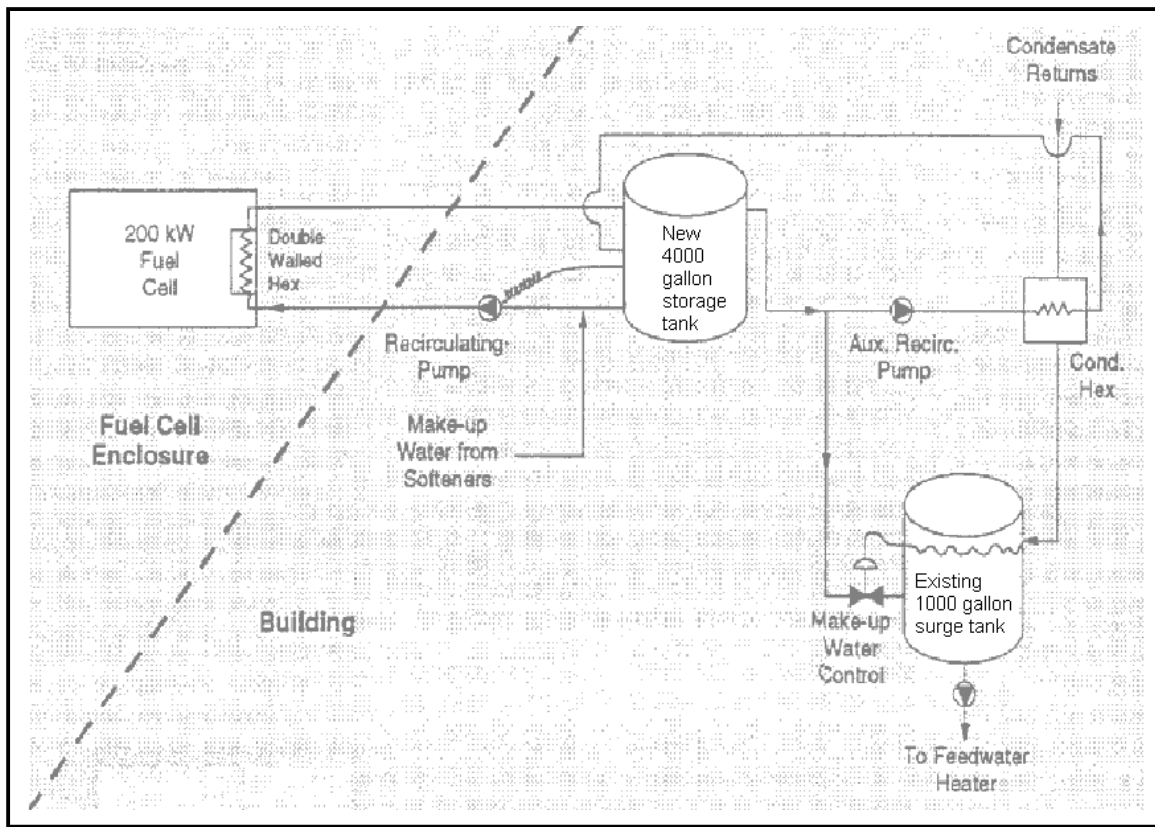 Condensate
Returns
200 kW
Fuel
Cell
Double
Walled
Hex
New
4000
gallon
storage
tank
Recirculating
Pump
Aux. Recirc.
Pump
Cond.
Hex
Fuel Cell
Enclosure
Make-up
Water from
Softeners
Building
Existing
1000 gallon
surge tank
Make-up
Water
Control
To Feedwater
Heater